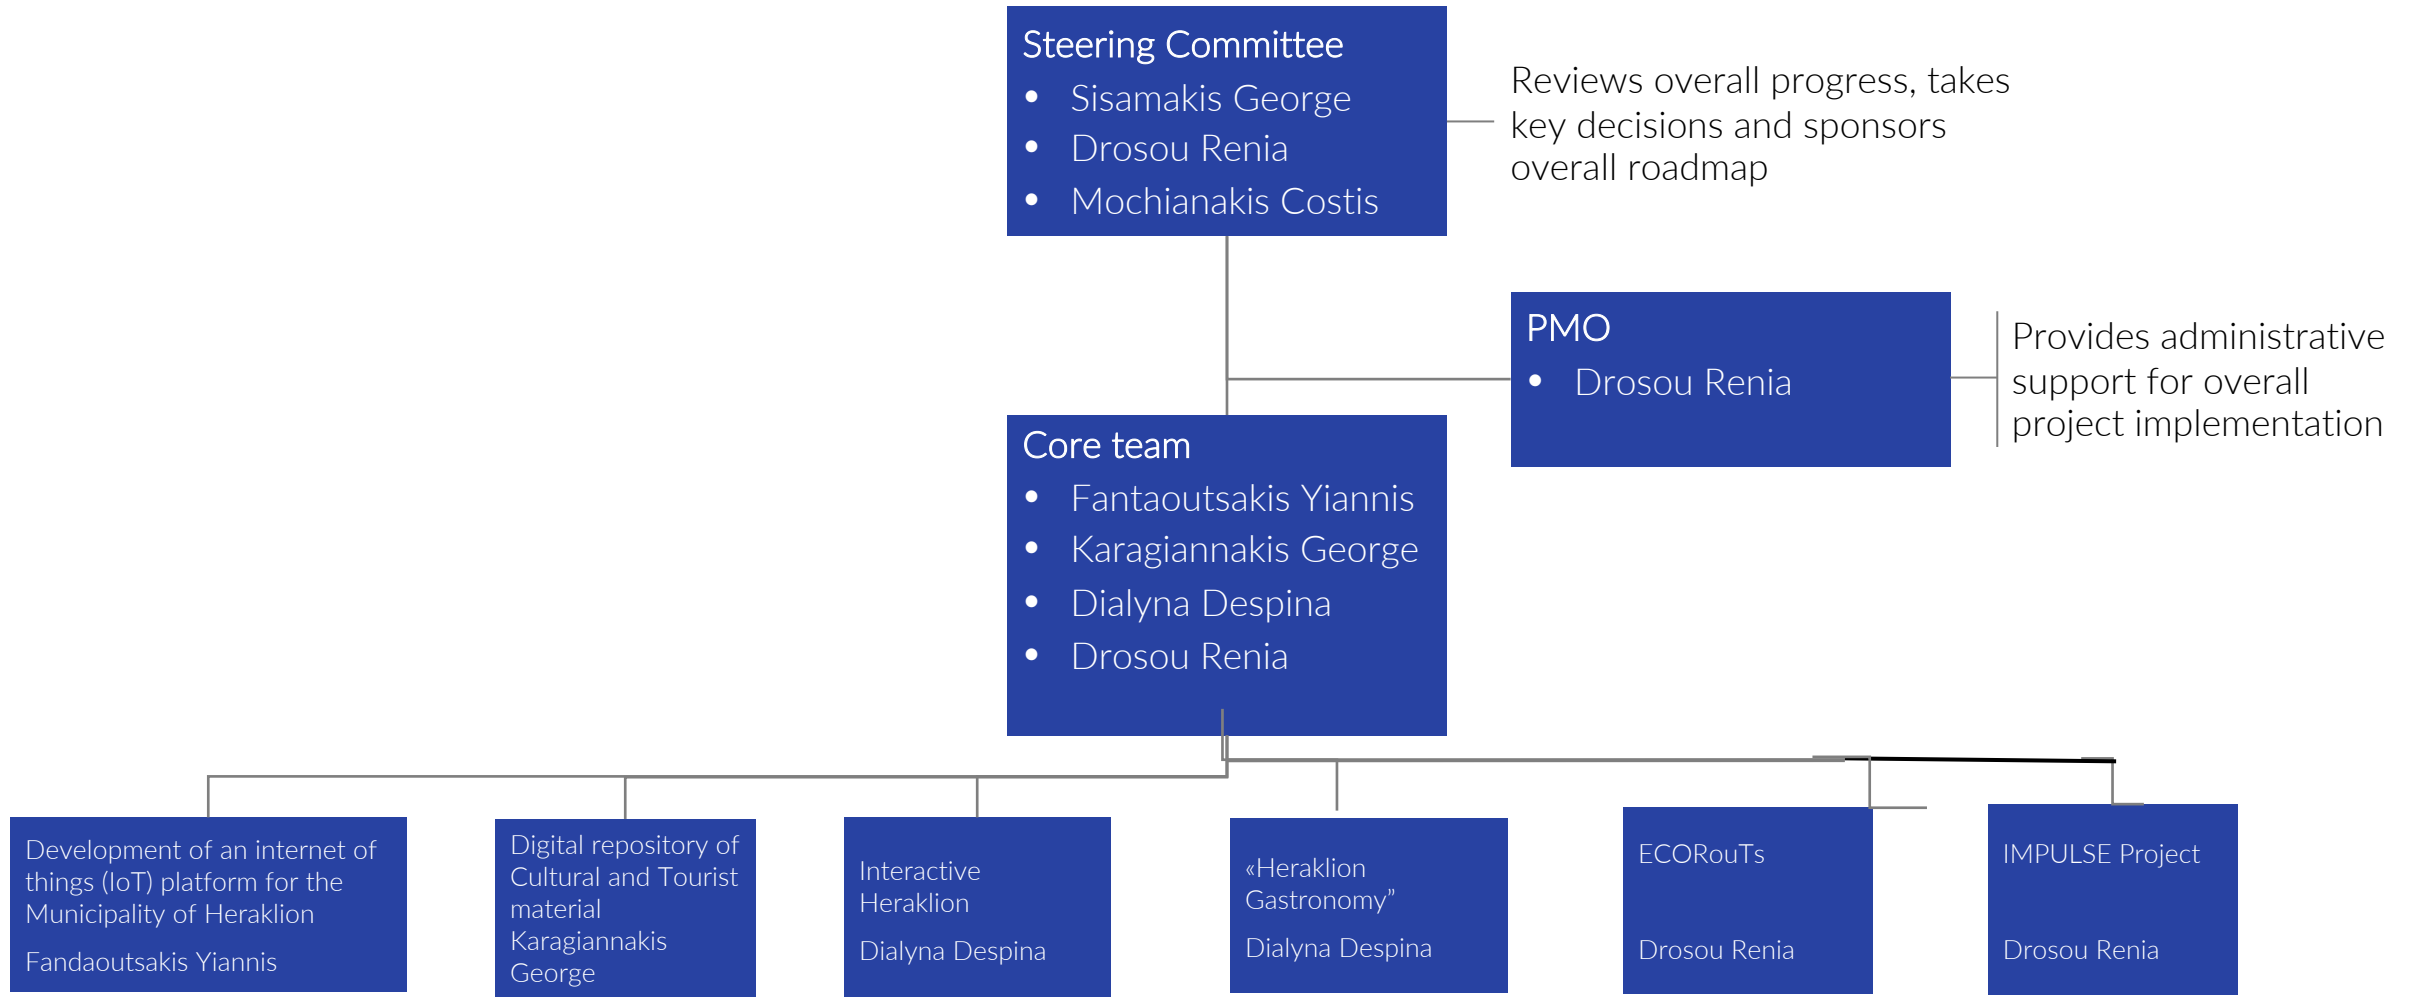 Steering Committee
• Sisamakis George
• Drosou Renia
• Mochianakis Costis
Reviews overall progress, takes
key decisions and sponsors
overall roadmap
PMO
• Drosou Renia
Provides administrative
support for overall
project implementation
Core team
• Fantaoutsakis Yiannis
• Karagiannakis George
• Dialyna Despina
• Drosou Renia
Development of an internet of
things (IoT) platform for the
Municipality of Heraklion
Fandaoutsakis Yiannis
Digital repository of
Cultural and Tourist
material
Karagiannakis
George
Interactive
Heraklion
Dialyna Despina
«Heraklion
Gastronomy”
Dialyna Despina
ECORouTs
Drosou Renia
IMPULSE Project
Drosou Renia